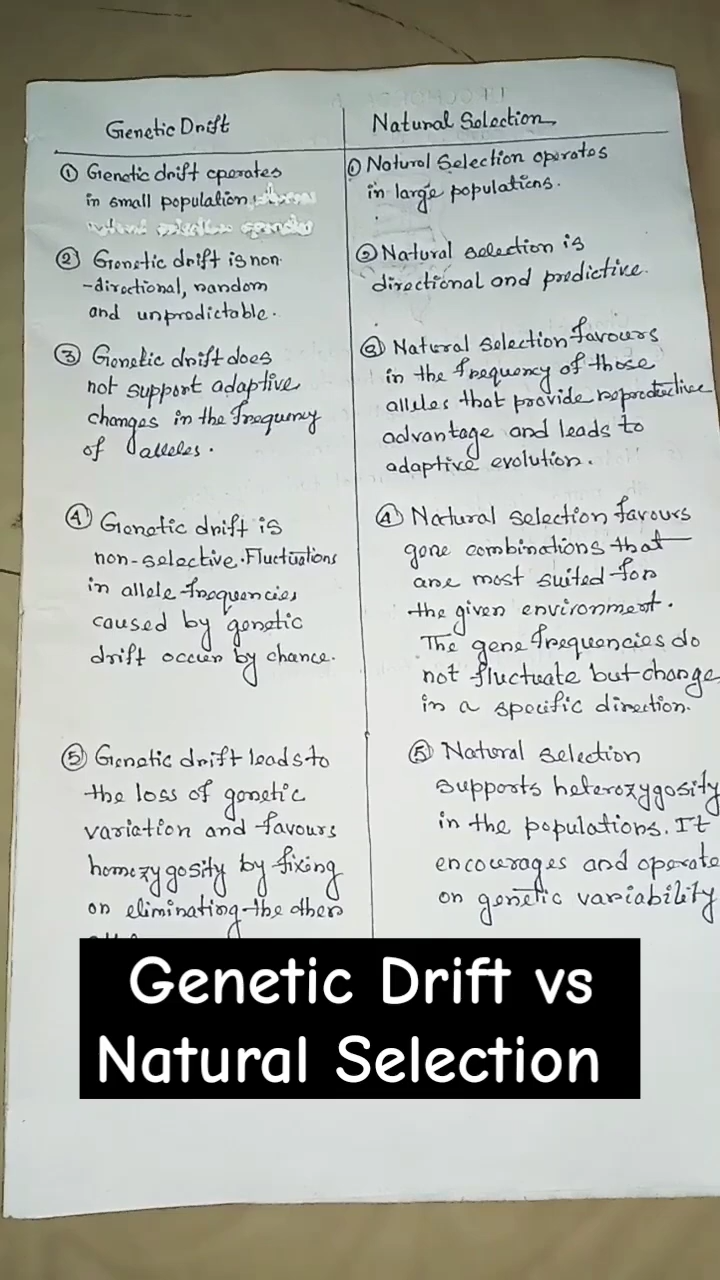 Genetic Drift
① Genetic drift operates
in small population
② Genetic drift is non
-directional, random
and unpredictable.
③ Genetic drift does
not support adaptive
changes in the frequency
of alleles.
④ Genetic drift is
non-selective. Fluctuations
in allele frequencies
caused by genetic
drift occur by chance.
⑤ Genetic drift leads to
the loss of genetic
variation and favours
homozygosity by fixing
or eliminating the other
Natural Selection
① Natural Selection operates
in large populations.
② Natural selection is
directional and predictive.
③ Natural selection favours
in the frequency of those
alleles that provide reproductive
advantage and leads to
adaptive evolution.
④ Natural selection favours
gene combinations that
are most suited for
the given environment.
The gene frequencies do
not fluctuate but change
in a specific direction.
⑤ Natural selection
supports heterozygosity
in the populations. It
encourages and operate
on genetic variability
Genetic Drift vs
Natural Selection